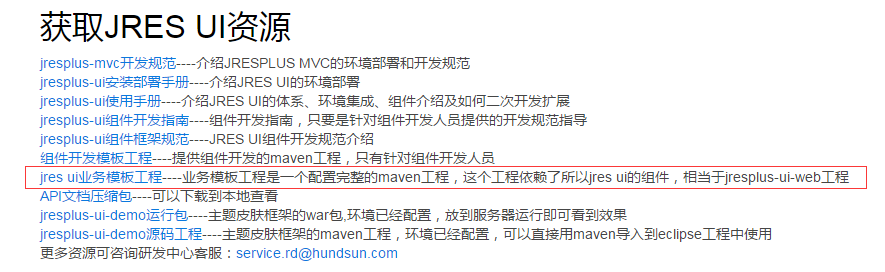 获取JRES UI资源
jresplus-mvc开发规范----介绍JRESPLUS MVC的环境部署和开发规范
jresplus-ui安装部署手册----介绍JRES UI的环境部署
jresplus-ui使用手册----介绍JRES UI的体系、环境集成、组件介绍及如何二次开发扩展
jresplus-ui组件开发指南----组件开发指南，只要是针对组件开发人员提供的开发规范指导
jresplus-ui组件框架规范----JRES UI组件开发规范介绍
组件开发模板工程----提供组件开发的maven工程，只有针对组件开发人员
jres ui业务模板工程----业务模板工程是一个配置完整的maven工程，这个工程依赖了所以jres ui的组件，相当于jresplus-ui-web工程
API文档压缩包----可以下载到本地查看
jresplus-ui-demo运行包----主题皮肤框架的war包,环境已经配置，放到服务器运行即可看到效果
jresplus-ui-demo源码工程----主题皮肤框架的maven工程，环境已经配置，可以直接用maven导入到eclipse工程中使用
更多资源可咨询研发中心客服：service.rd@hundsun.com